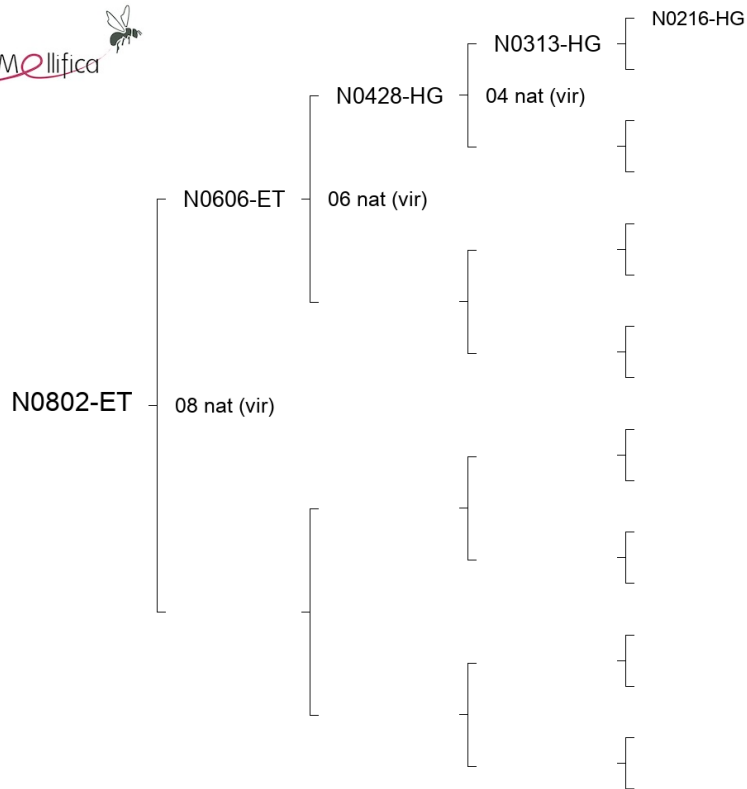 Mellifica
N0216-HG
N0313-HG
N0428-HG
04 nat (vir)
N0606-ET
06 nat (vir)
N0802-ET
08 nat (vir)